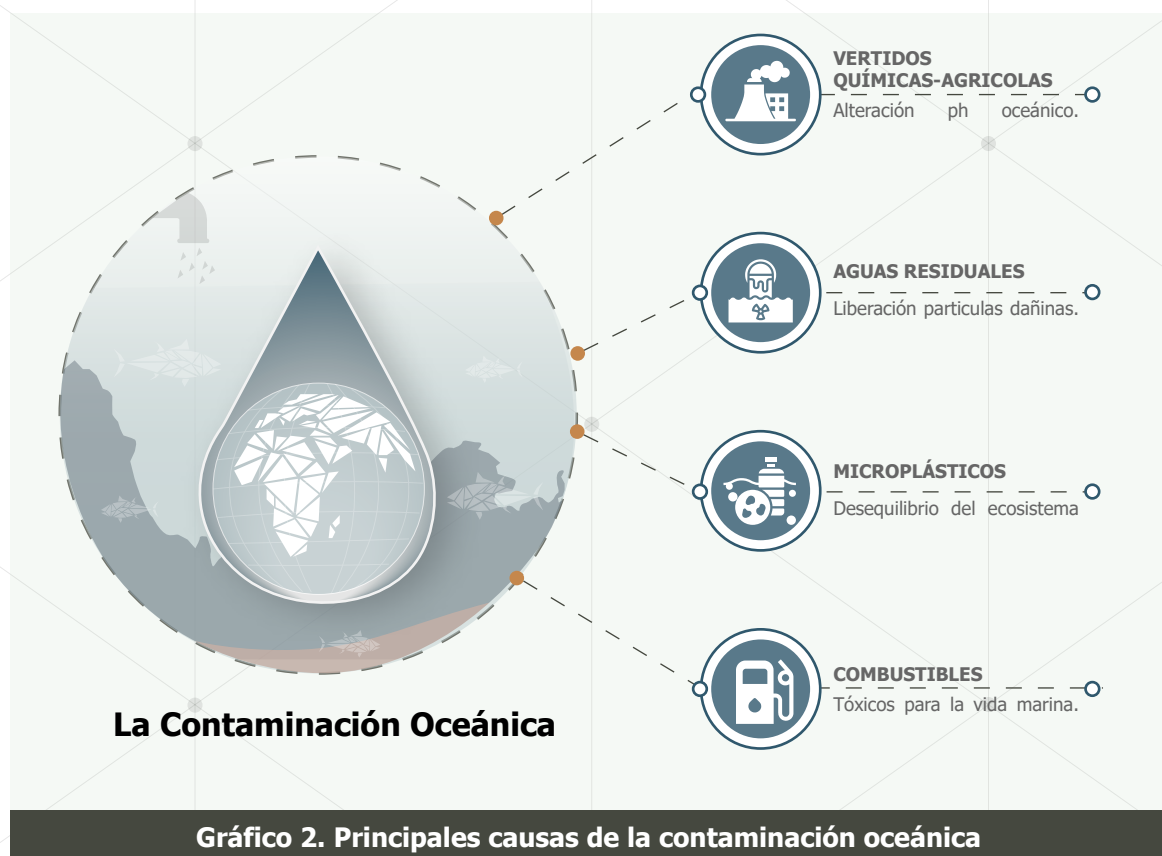 VERTIDOS
QUÍMICAS-AGRICOLAS
Alteración ph oceánico.
AGUAS RESIDUALES
Liberación particulas dañinas.
MICROPLÁSTICOS
Desequilibrio del ecosistema
COMBUSTIBLES
Tóxicos para la vida marina.
La Contaminación Oceánica
Gráfico 2. Principales causas de la contaminación oceánica